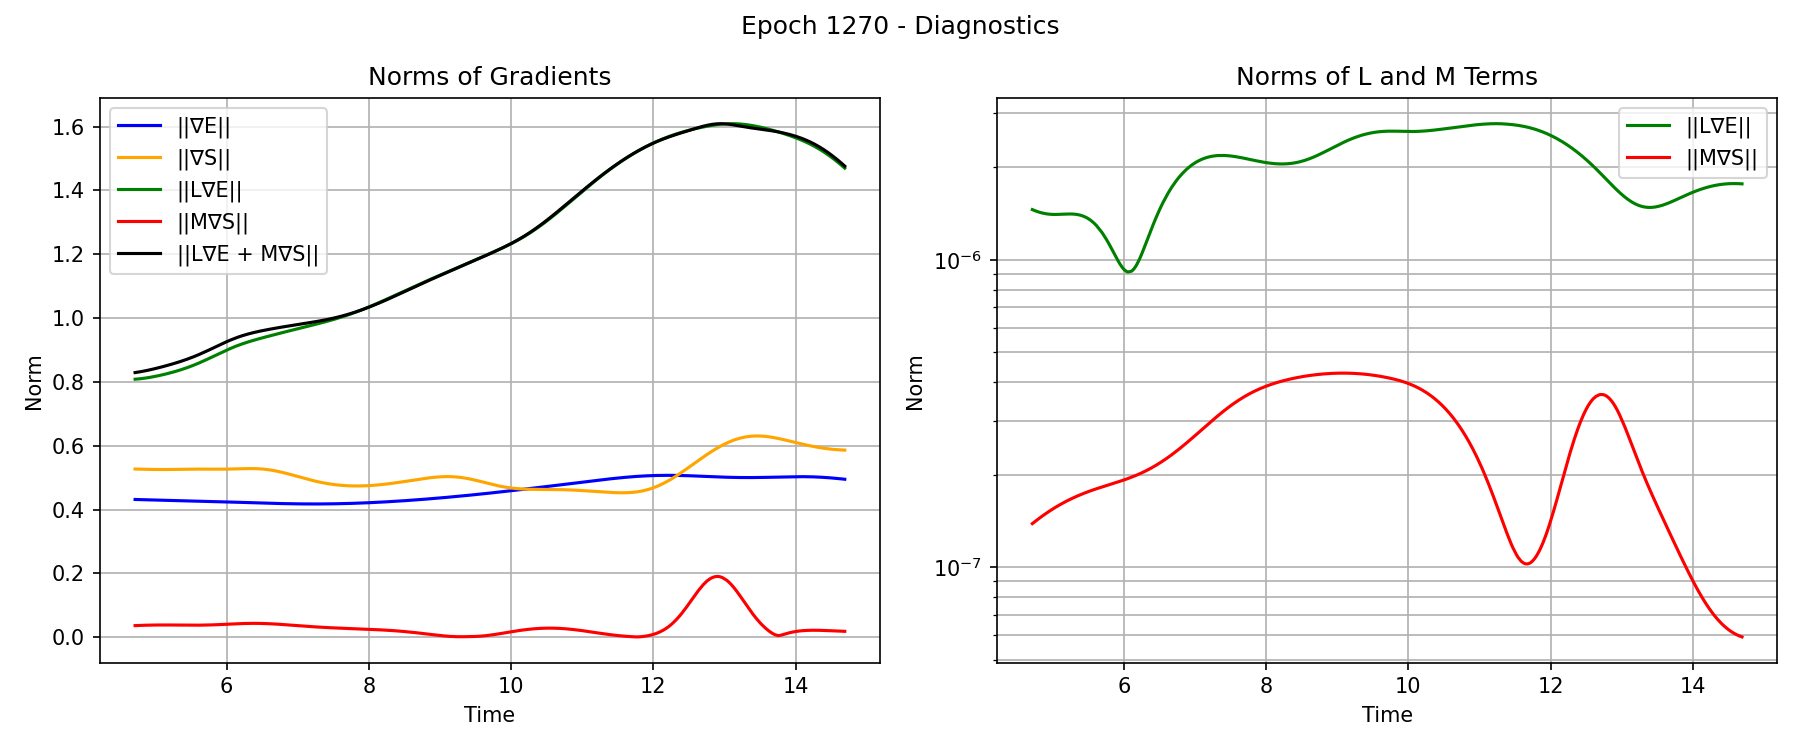 Epoch 1270 - Diagnostics
Norms of Gradients
||∇E||
||∇S||
||L∇E||
||M∇S||
||L∇E + M∇S||
1.6
1.4
1.2
1.0
0.8
0.6
0.4
0.2
0.0
Norm
6 8 10 12 14
Time
Norms of L and M Terms
||L∇E||
||M∇S||
10⁻⁶
10⁻⁷
Norm
6 8 10 12 14
Time